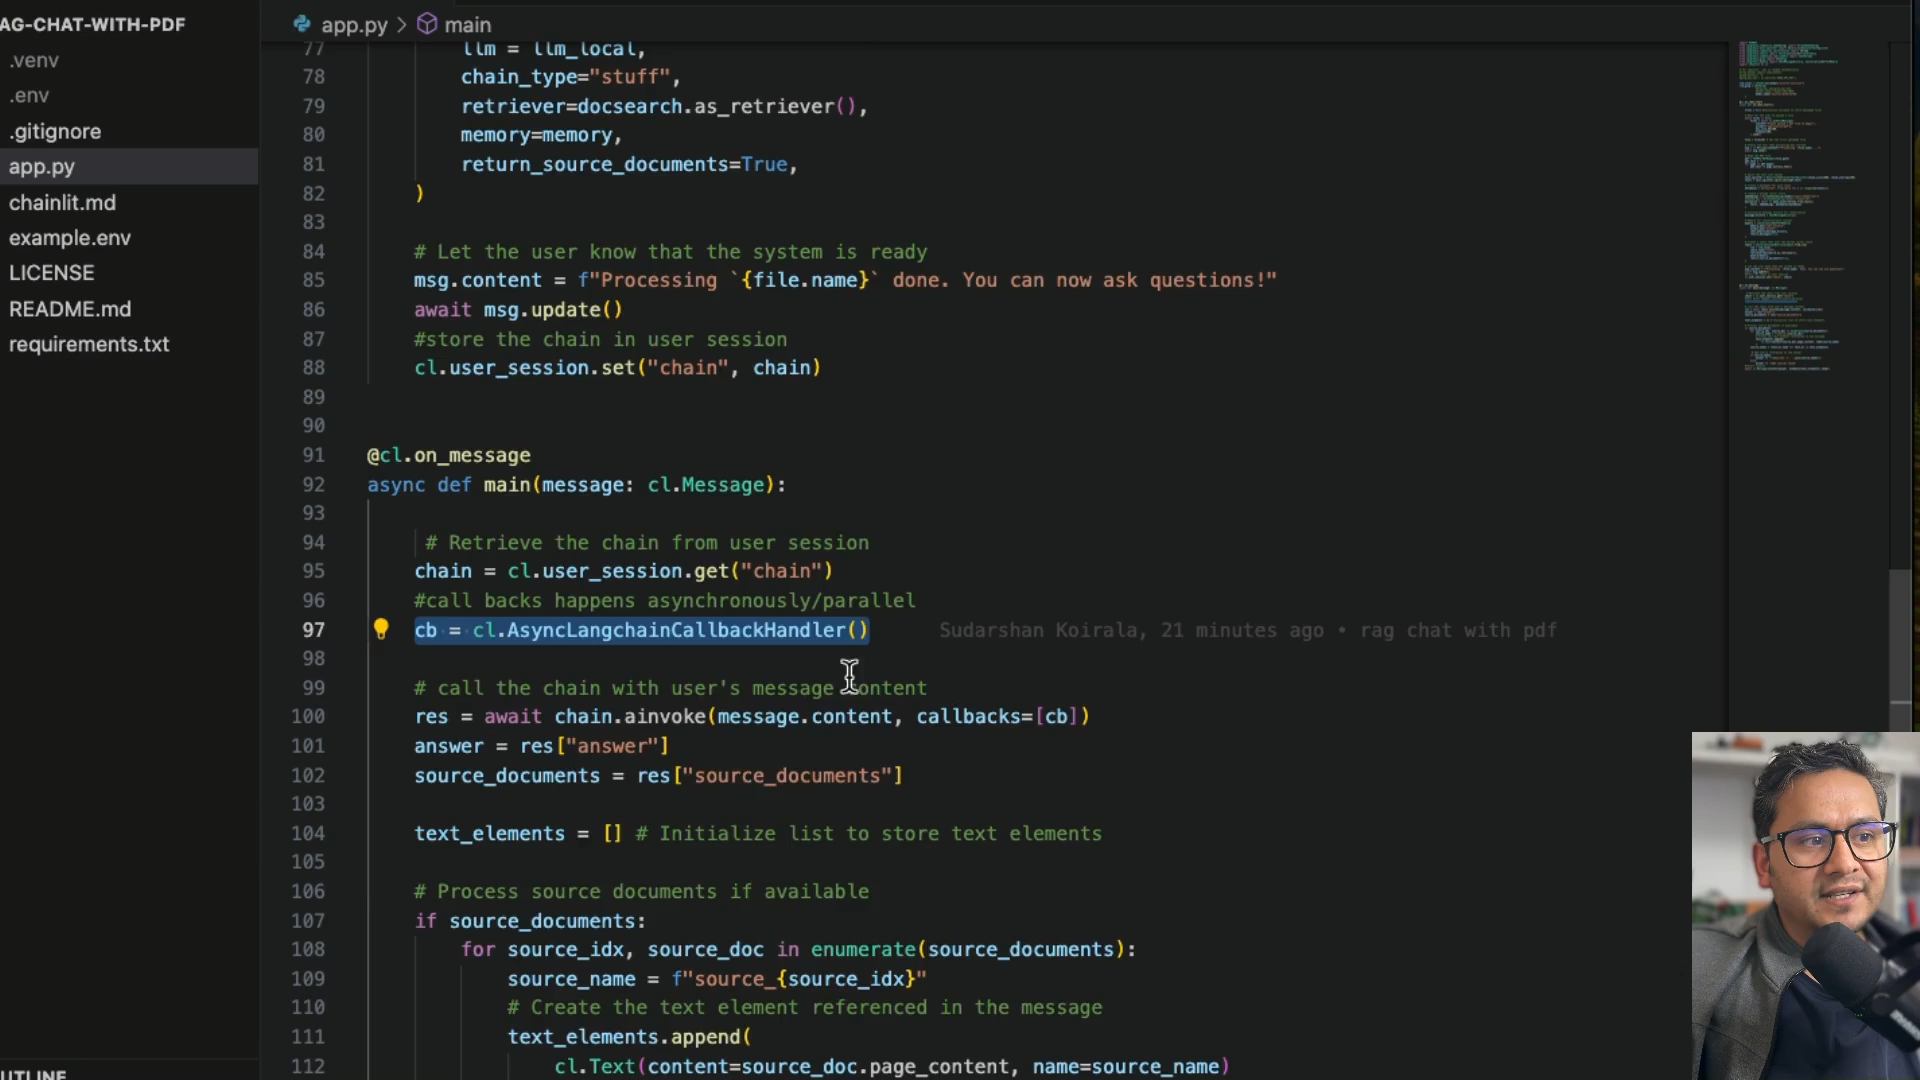 AG-CHAT-WITH-PDF
.venv
.env
.gitignore
app.py
chainlit.md
example.env
LICENSE
README.md
requirements.txt
UTLINE
app.py > main
77 llm = llm_local,
78 chain_type="stuff",
79 retriever=docsearch.as_retriever(),
80 memory=memory,
81 return_source_documents=True,
82 )
83
84 # Let the user know that the system is ready
85 msg.content = f"Processing `{file.name}` done. You can now ask questions!"
86 await msg.update()
87 #store the chain in user session
88 cl.user_session.set("chain", chain)
89
90
91 @cl.on_message
92 async def main(message: cl.Message):
93
94 # Retrieve the chain from user session
95 chain = cl.user_session.get("chain")
96 #call backs happens asynchronously/parallel
97 cb = cl.AsyncLangchainCallbackHandler() Sudarshan Koirala, 21 minutes ago • rag chat with pdf
98
99 # call the chain with user's message content
100 res = await chain.ainvoke(message.content, callbacks=[cb])
101 answer = res["answer"]
102 source_documents = res["source_documents"]
103
104 text_elements = [] # Initialize list to store text elements
105
106 # Process source documents if available
107 if source_documents:
108 for source_idx, source_doc in enumerate(source_documents):
109 source_name = f"source_{source_idx}"
110 # Create the text element referenced in the message
111 text_elements.append(
112 cl.Text(content=source_doc.page_content, name=source_name)